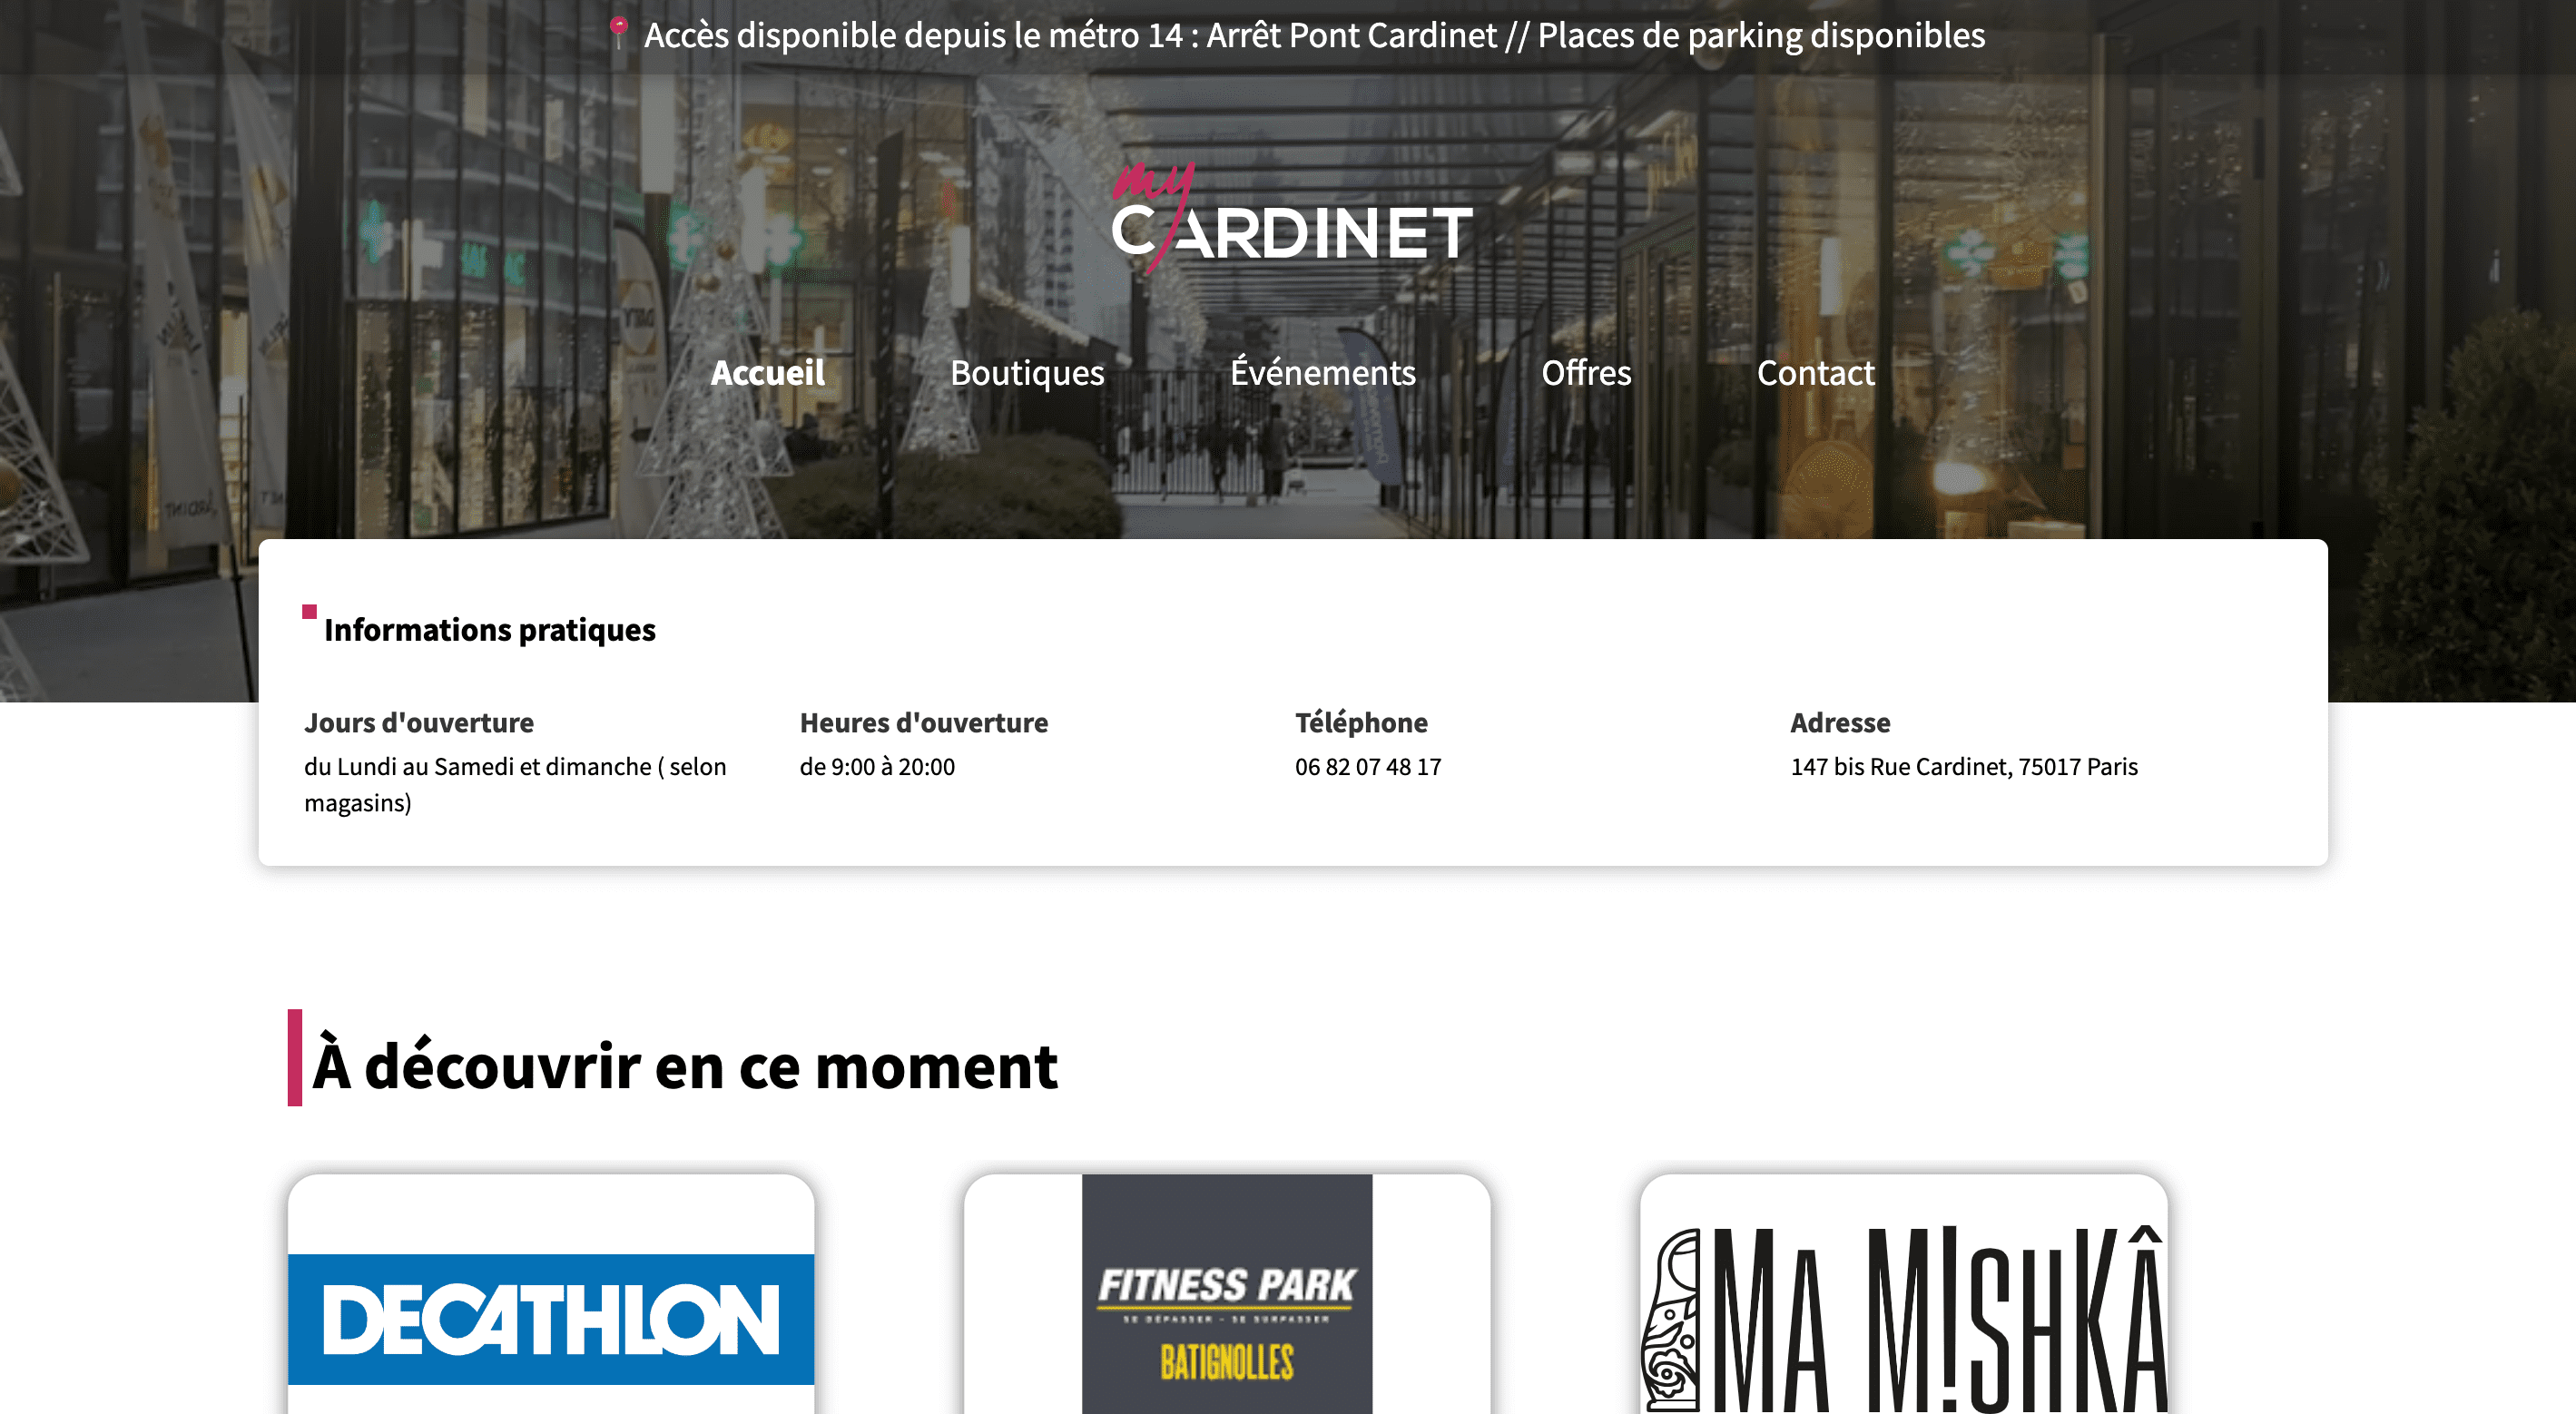 Accès disponible depuis le métro 14 : Arrêt Pont Cardinet // Places de parking disponibles
my
CARDINET
Accueil Boutiques Événements Offres Contact
Informations pratiques
Jours d'ouverture
du Lundi au Samedi et dimanche ( selon
magasins)
Heures d'ouverture
de 9:00 à 20:00
Téléphone
06 82 07 48 17
Adresse
147 bis Rue Cardinet, 75017 Paris
À découvrir en ce moment
DECATHLON
FITNESS PARK
SE DÉPASSER - SE SURPASSER
BATIGNOLLES
MA M!SHKÂ